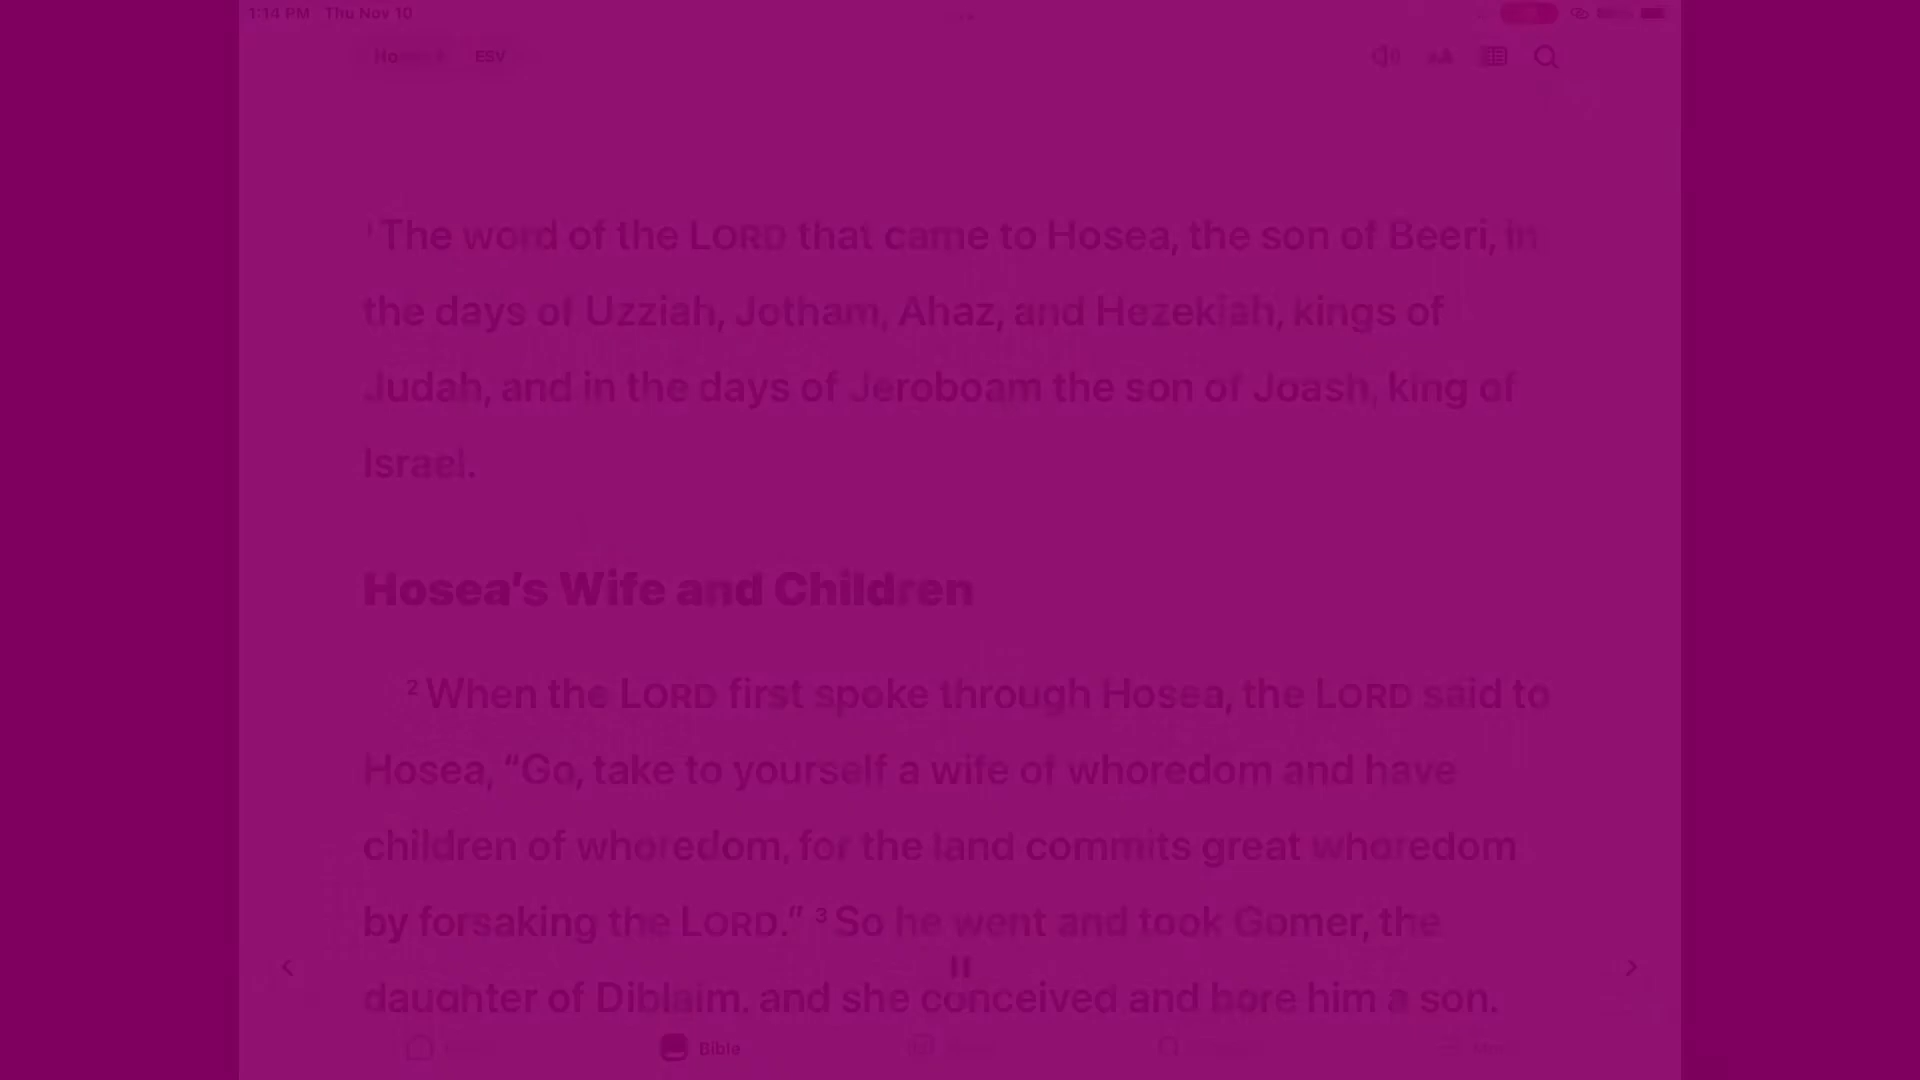 1:14 PM Thu Nov 10
ESV
1 The word of the LORD that came to Hosea, the son of Beeri, in
the days of Uzziah, Jotham, Ahaz, and Hezekiah, kings of
Judah, and in the days of Jeroboam the son of Joash, king of
Israel.
Hosea’s Wife and Children
2 When the LORD first spoke through Hosea, the LORD said to
Hosea, “Go, take to yourself a wife of whoredom and have
children of whoredom, for the land commits great whoredom
by forsaking the LORD.” 3 So he went and took Gomer, the
daughter of Diblaim, and she conceived and bore him a son.
Bible